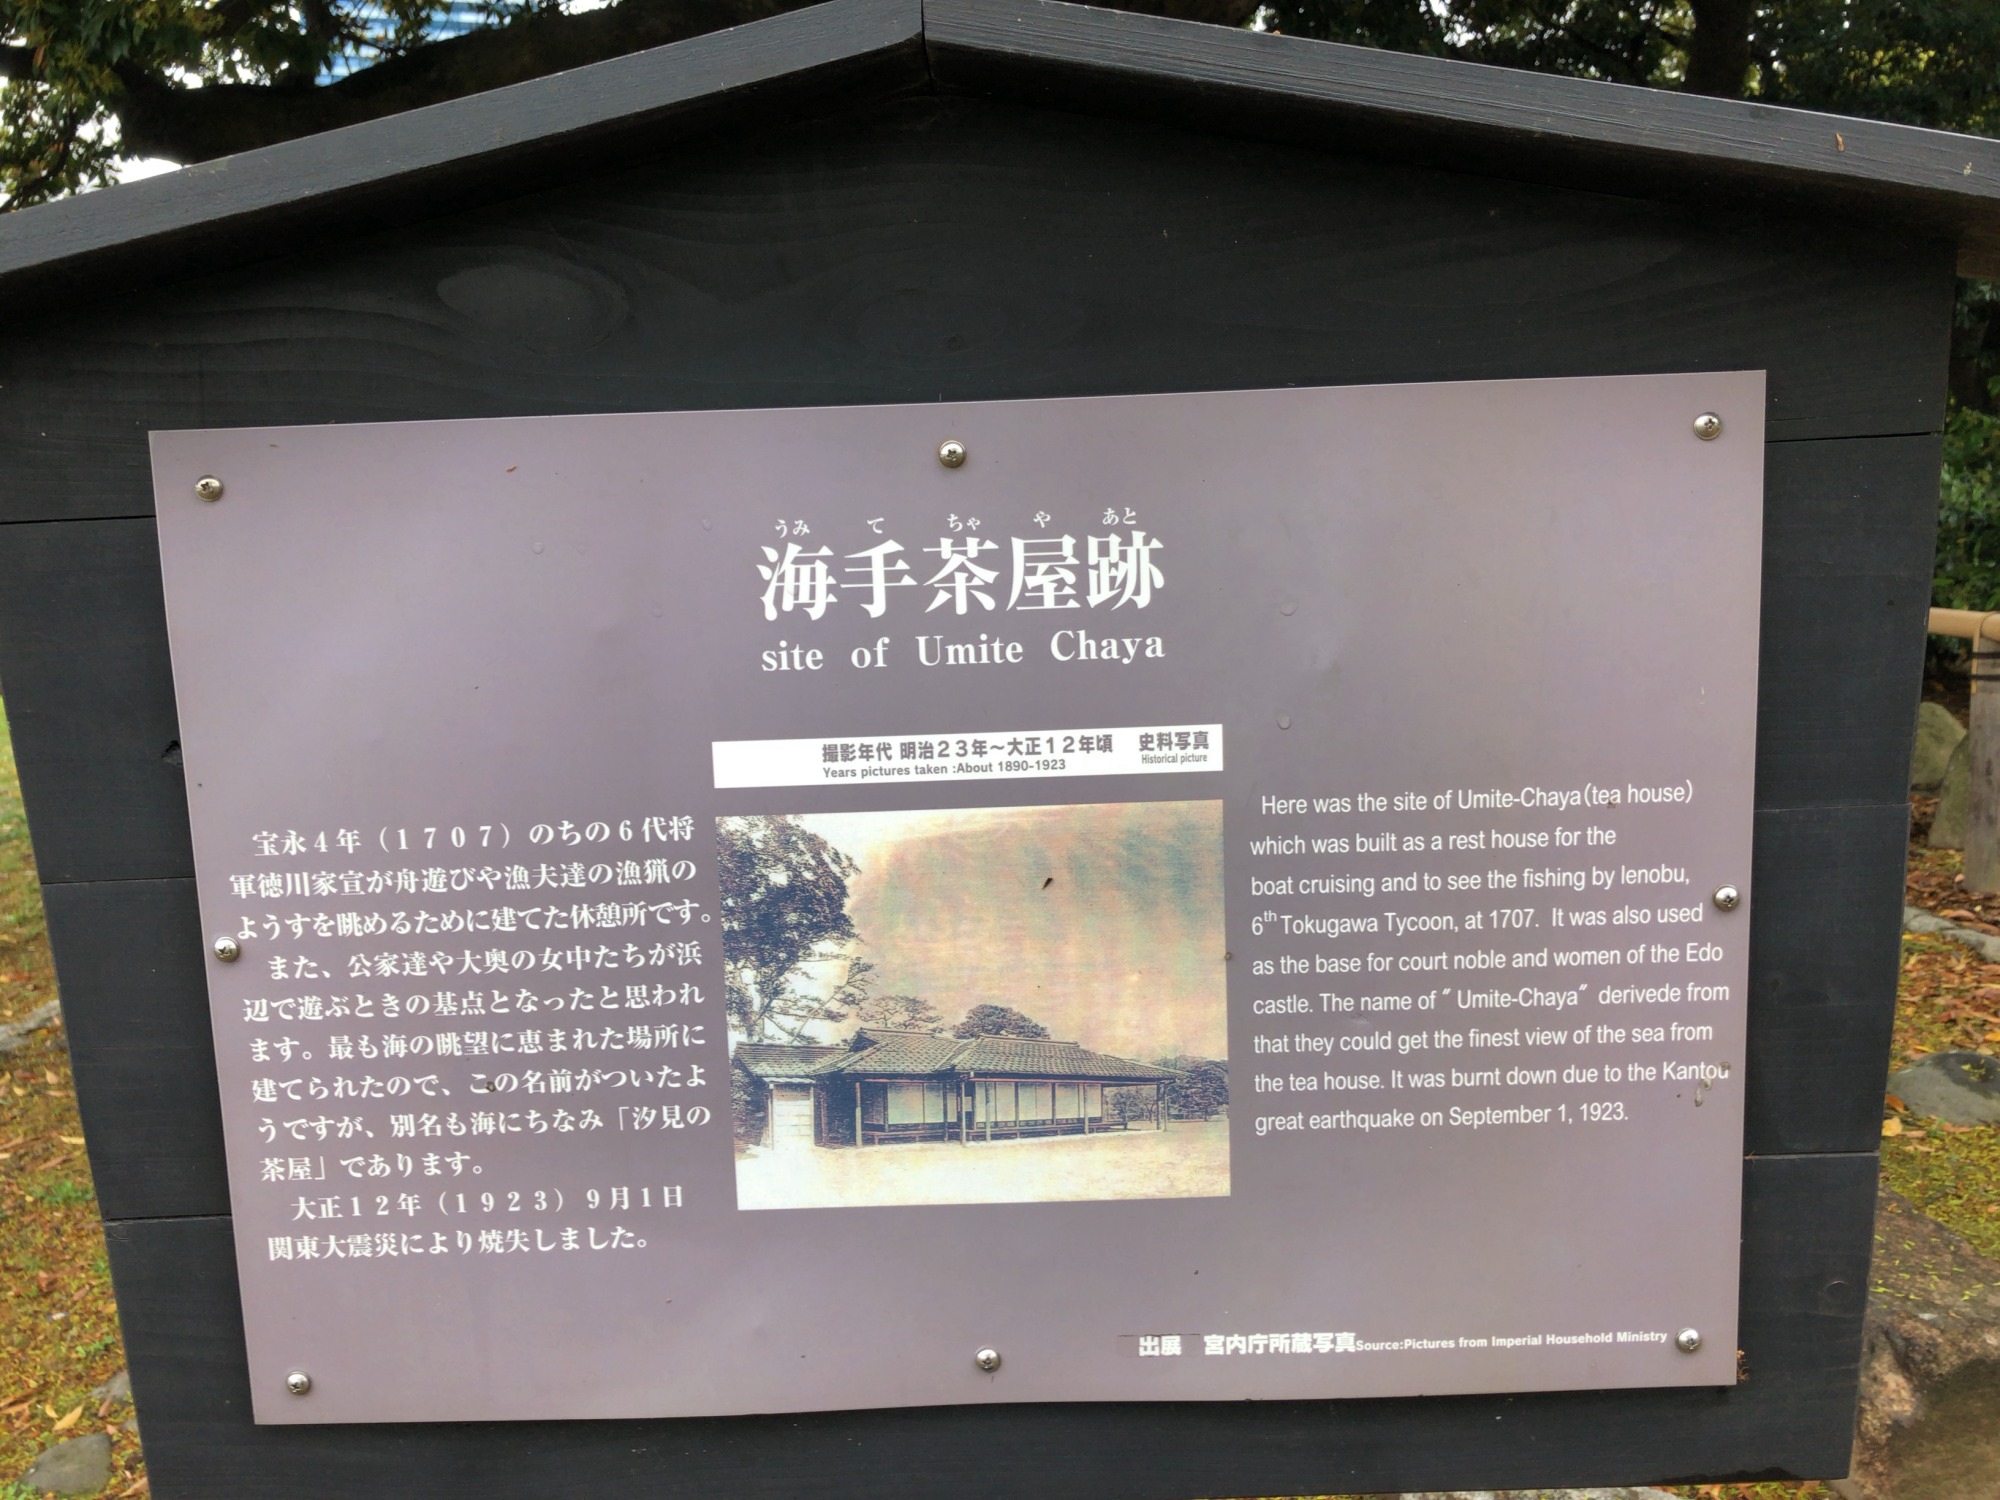 うみ て ちゃ や あと
海手茶屋跡
site of Umite Chaya
撮影年代 明治23年〜大正12年頃 史料写真
Years pictures taken :About 1890-1923 Historical picture
宝永4年（1707）のちの6代将
軍徳川家宣が舟遊びや漁夫達の漁猟の
ようすを眺めるために建てた休憩所です。
また、公家達や大奥の女中たちが浜
辺で遊ぶときの基点となったと思われ
ます。最も海の眺望に恵まれた場所に
建てられたので、この名前がついたよ
うですが、別名も海にちなみ「汐見の
茶屋」であります。
大正12年（1923）9月1日
関東大震災により焼失しました。
Here was the site of Umite-Chaya(tea house)
which was built as a rest house for the
boat cruising and to see the fishing by Ienobu,
6th Tokugawa Tycoon, at 1707. It was also used
as the base for court noble and women of the Edo
castle. The name of " Umite-Chaya" derivede from
that they could get the finest view of the sea from
the tea house. It was burnt down due to the Kantou
great earthquake on September 1, 1923.
出展 宮内庁所蔵写真Source:Pictures from Imperial Household Ministry